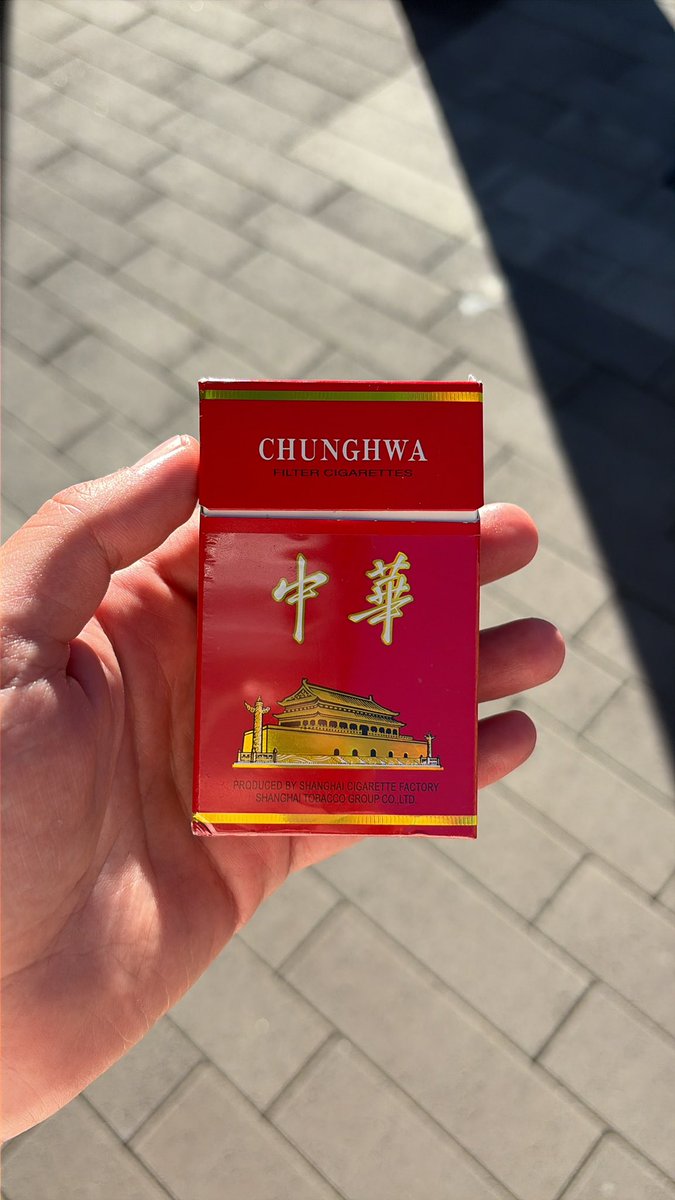 CHUNGHWA
FILTER CIGARETTES
中華
PRODUCED BY SHANGHAI CIGARETTE FACTORY
SHANGHAI TOBACCO GROUP CO.,LTD.